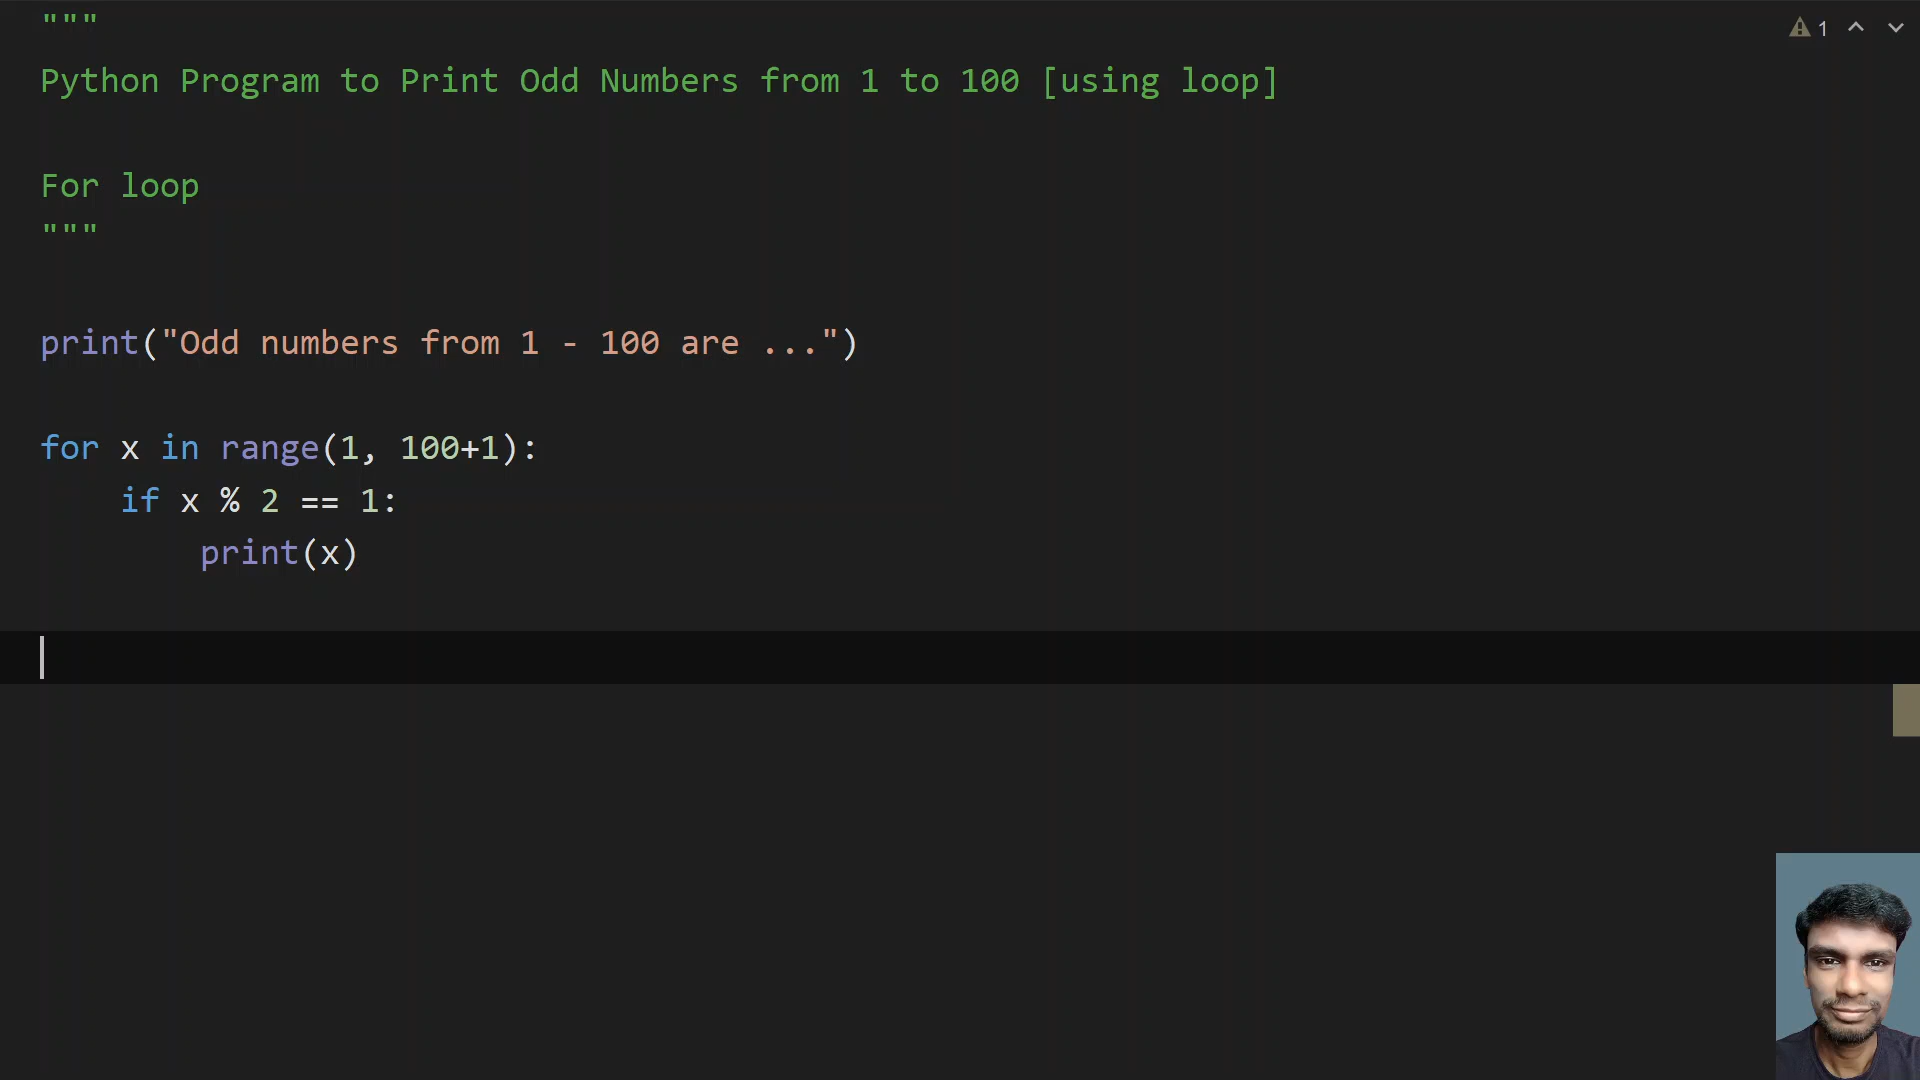 """
1
Python Program to Print Odd Numbers from 1 to 100 [using loop]
For loop
"""
print("Odd numbers from 1 - 100 are ...")
for x in range(1, 100+1):
    if x % 2 == 1:
        print(x)